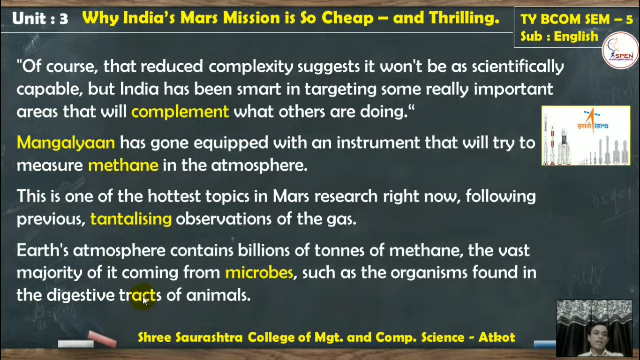 Unit : 3
Why India's Mars Mission is So Cheap – and Thrilling.
TY BCOM SEM – 5
Sub : English
SPEN
"Of course, that reduced complexity suggests it won't be as scientifically
capable, but India has been smart in targeting some really important
areas that will complement what others are doing.“
Mangalyaan has gone equipped with an instrument that will try to
measure methane in the atmosphere.
This is one of the hottest topics in Mars research right now, following
previous, tantalising observations of the gas.
Earth's atmosphere contains billions of tonnes of methane, the vast
majority of it coming from microbes, such as the organisms found in
the digestive tracts of animals.
Shree Saurashtra College of Mgt. and Comp. Science - Atkot